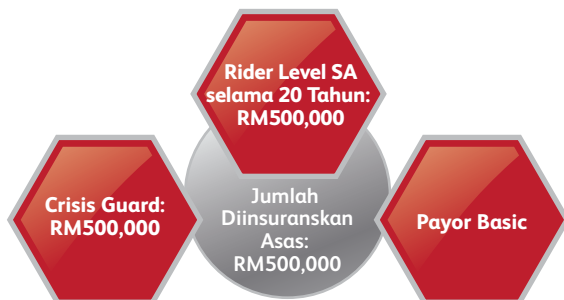 Rider Level SA
selama 20 Tahun:
RM500,000
Crisis Guard:
RM500,000
Jumlah
Diinsuranskan
Asas:
RM500,000
Payor Basic